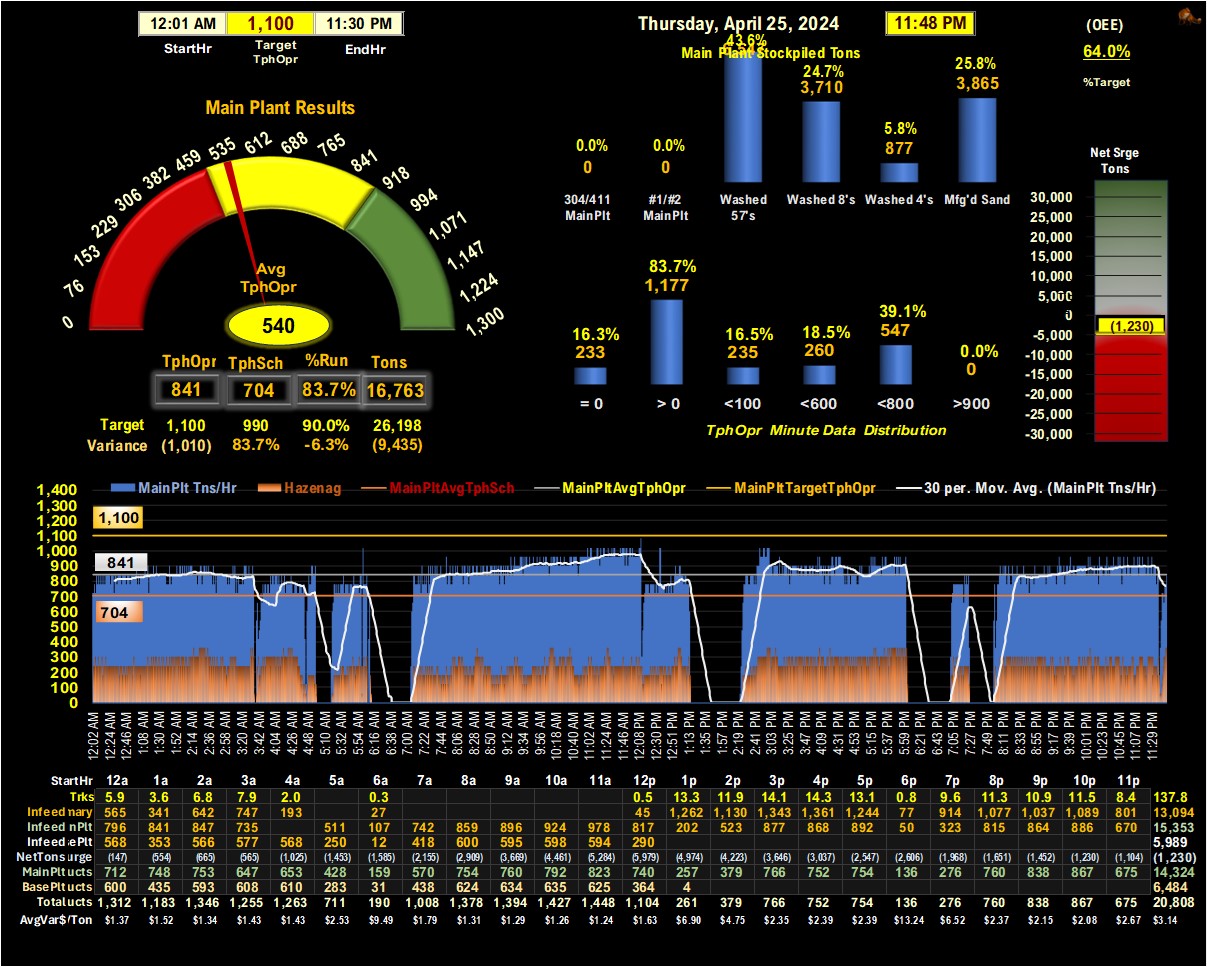 12:01 AM 1,100 11:30 PM
StartHr Target TphOpr EndHr
Thursday, April 25, 2024 11:48 PM
(OEE)
64.0%
%Target
Main Plant Stockpiled Tons
0.0% 0.0% 43.6% 24.7% 5.8% 25.8%
0 0 3,710 877 3,865
304/411 MainPlt #1/#2 MainPlt Washed 57's Washed 8's Washed 4's Mfg'd Sand
Main Plant Results
0 76 153 229 306 382 459 535 612 688 765 841 918 994 1,071 1,147 1,224 1,300
Avg
TphOpr
540
TphOpr TphSch %Run Tons
841 704 83.7% 16,763
Target 1,100 990 90.0% 26,198
Variance (1,010) 83.7% -6.3% (9,435)
16.3% 83.7% 16.5% 18.5% 39.1% 0.0%
233 1,177 235 260 547 0
= 0 > 0 <100 <600 <800 >900
TphOpr Minute Data Distribution
Net Srge
Tons
30,000
25,000
20,000
15,000
10,000
5,000
0
(1,230)
-5,000
-10,000
-15,000
-20,000
-25,000
-30,000
MainPlt Tns/Hr Hazenag MainPltAvgTphSch MainPltAvgTphOpr MainPltTargetTphOpr 30 per. Mov. Avg. (MainPlt Tns/Hr)
1,400
1,300
1,200
1,100
1,000
900
800
700
600
500
400
300
200
100
0
1,100
841
704
12:02 AM 12:24 AM 12:46 AM 1:08 AM 1:30 AM 1:52 AM 2:14 AM 2:36 AM 2:58 AM 3:20 AM 3:42 AM 4:04 AM 4:26 AM 4:48 AM 5:10 AM 5:32 AM 5:54 AM 6:16 AM 6:38 AM 7:00 AM 7:22 AM 7:44 AM 8:06 AM 8:28 AM 8:50 AM 9:12 AM 9:34 AM 9:56 AM 10:18 AM 10:40 AM 11:02 AM 11:24 AM 11:46 AM 12:08 PM 12:30 PM 12:51 PM 1:13 PM 1:35 PM 1:57 PM 2:19 PM 2:41 PM 3:03 PM 3:25 PM 3:47 PM 4:09 PM 4:31 PM 4:53 PM 5:15 PM 5:37 PM 5:59 PM 6:21 PM 6:43 PM 7:05 PM 7:27 PM 7:49 PM 8:11 PM 8:33 PM 8:55 PM 9:17 PM 9:39 PM 10:01 PM 10:23 PM 10:45 PM 11:07 PM 11:29 PM
StartHr 12a 1a 2a 3a 4a 5a 6a 7a 8a 9a 10a 11a 12p 1p 2p 3p 4p 5p 6p 7p 8p 9p 10p 11p
Trks 5.9 3.6 6.8 7.9 2.0 0.3 0.5 13.3 11.9 14.1 14.3 13.1 0.8 9.6 11.3 10.9 11.5 8.4 137.8
Infeed mary 565 341 642 747 193 27 45 1,262 1,130 1,343 1,361 1,244 77 914 1,077 1,037 1,089 801 13,094
Infeed nPlt 796 841 847 735 511 107 742 859 896 924 978 817 202 523 877 868 892 50 323 815 864 886 670 15,353
Infeed ePlt 568 353 566 577 568 250 12 418 600 595 598 594 290 5,989
NetTons urge (147) (554) (665) (565) (1,025) (1,453) (1,585) (2,155) (2,909) (3,669) (4,461) (5,284) (5,979) (4,974) (4,223) (3,646) (3,037) (2,547) (2,606) (1,968) (1,651) (1,452) (1,230) (1,104) (1,230)
MainPlt ucts 712 748 753 647 653 428 159 570 754 760 792 823 740 257 379 766 752 754 136 276 760 838 867 675 14,324
BasePlt ucts 600 435 593 608 610 283 31 438 624 634 635 625 364 4 6,484
Total ucts 1,312 1,183 1,346 1,255 1,263 711 190 1,008 1,378 1,394 1,427 1,448 1,104 261 379 766 752 754 136 276 760 838 867 675 20,808
AvgVar$/Ton $1.37 $1.52 $1.34 $1.43 $1.43 $2.53 $9.49 $1.79 $1.31 $1.29 $1.26 $1.24 $1.63 $6.90 $4.75 $2.35 $2.39 $2.39 $13.24 $6.52 $2.37 $2.15 $2.08 $2.67 $3.14